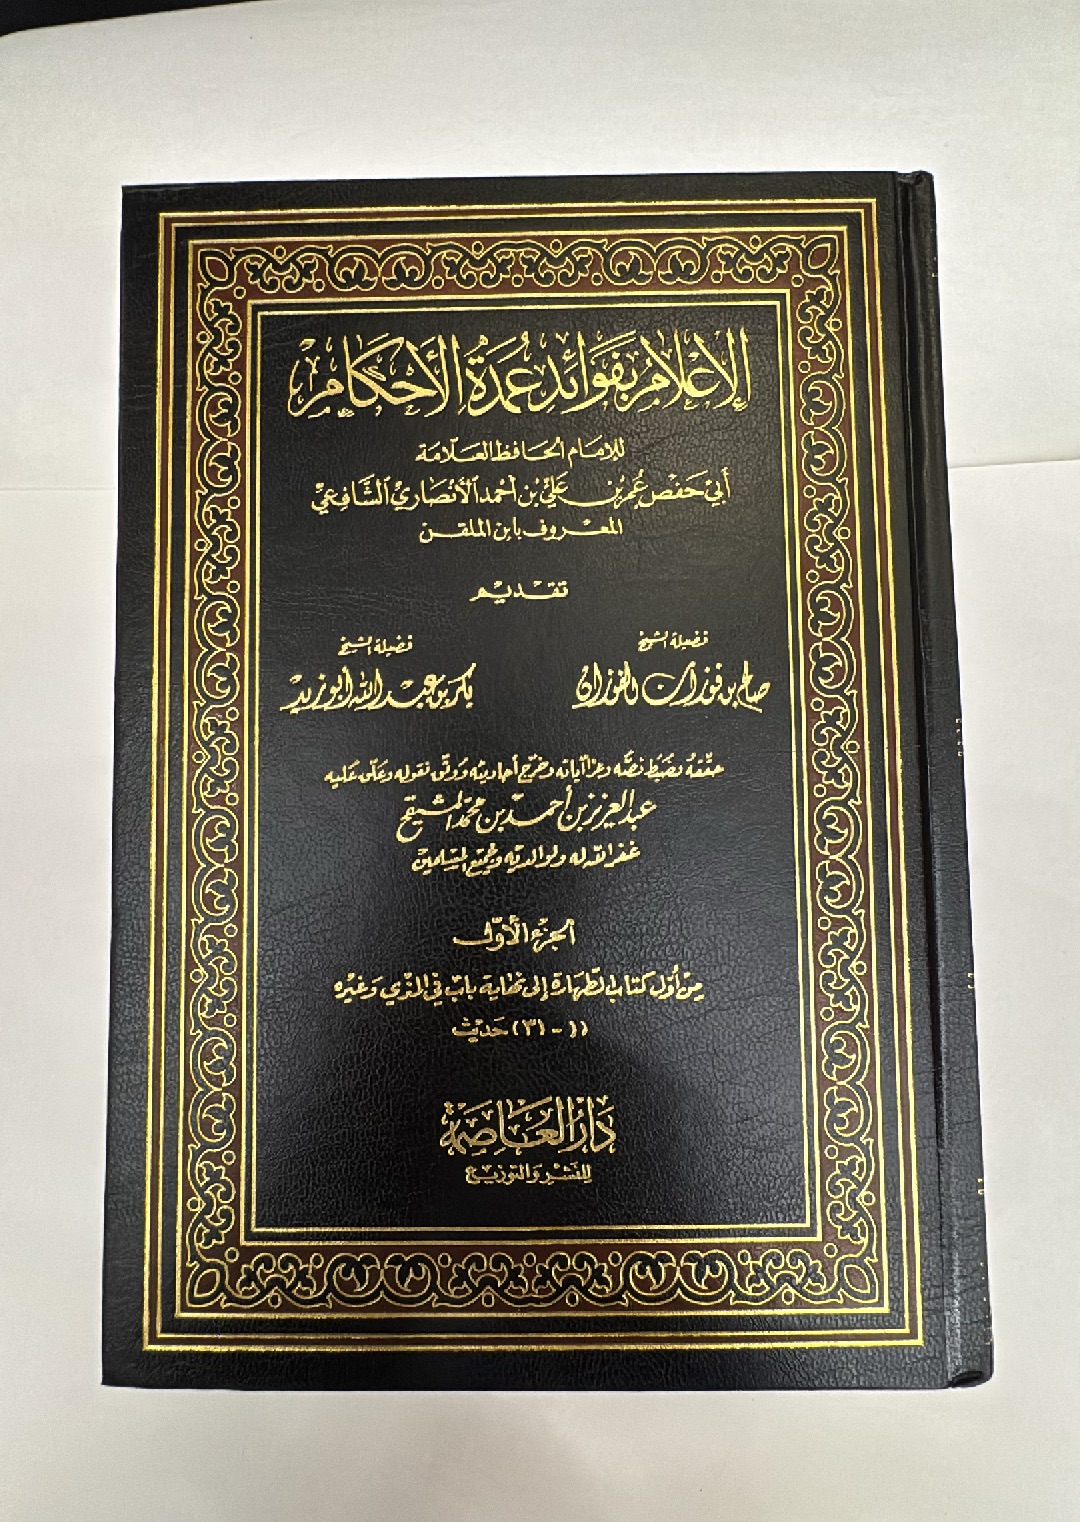 الإعلام بفوائد عمدة الأحكام
للإمام الحافظ العلامة
أبي حفص عمر بن علي بن أحمد الأنصاري الشافعي
المعروف بابن الملقن
تقديم
فضيلة الشيخ
صالح بن فوزان الفوزان
فضيلة الشيخ
بكر بن عبد الله أبو زيد
حققه وضبط نصه وعزا آياته وخرج أحاديثه ووثق نقوله وعلق عليه
عبد العزيز بن أحمد بن محمد المشيقح
غفر الله له ولوالديه ولجميع المسلمين
الجزء الأول
من أول كتاب الطهارة إلى نهاية باب في المذي وغيره
(١ - ٣١) حديث
دار العاصمة
للنشر والتوزيع